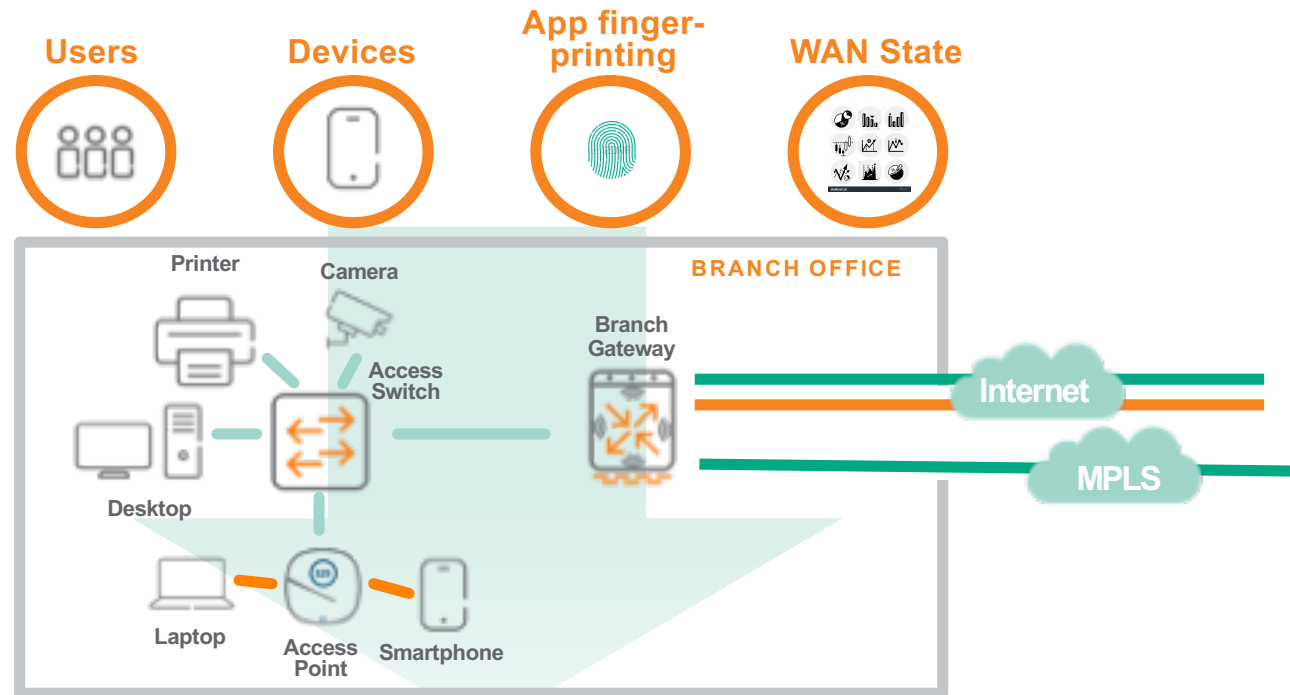 Users
Devices
App finger-
printing
WAN State
BRANCH OFFICE
Printer
Camera
Access
Switch
Branch
Gateway
Internet
MPLS
Desktop
Laptop
Access
Point
Smartphone